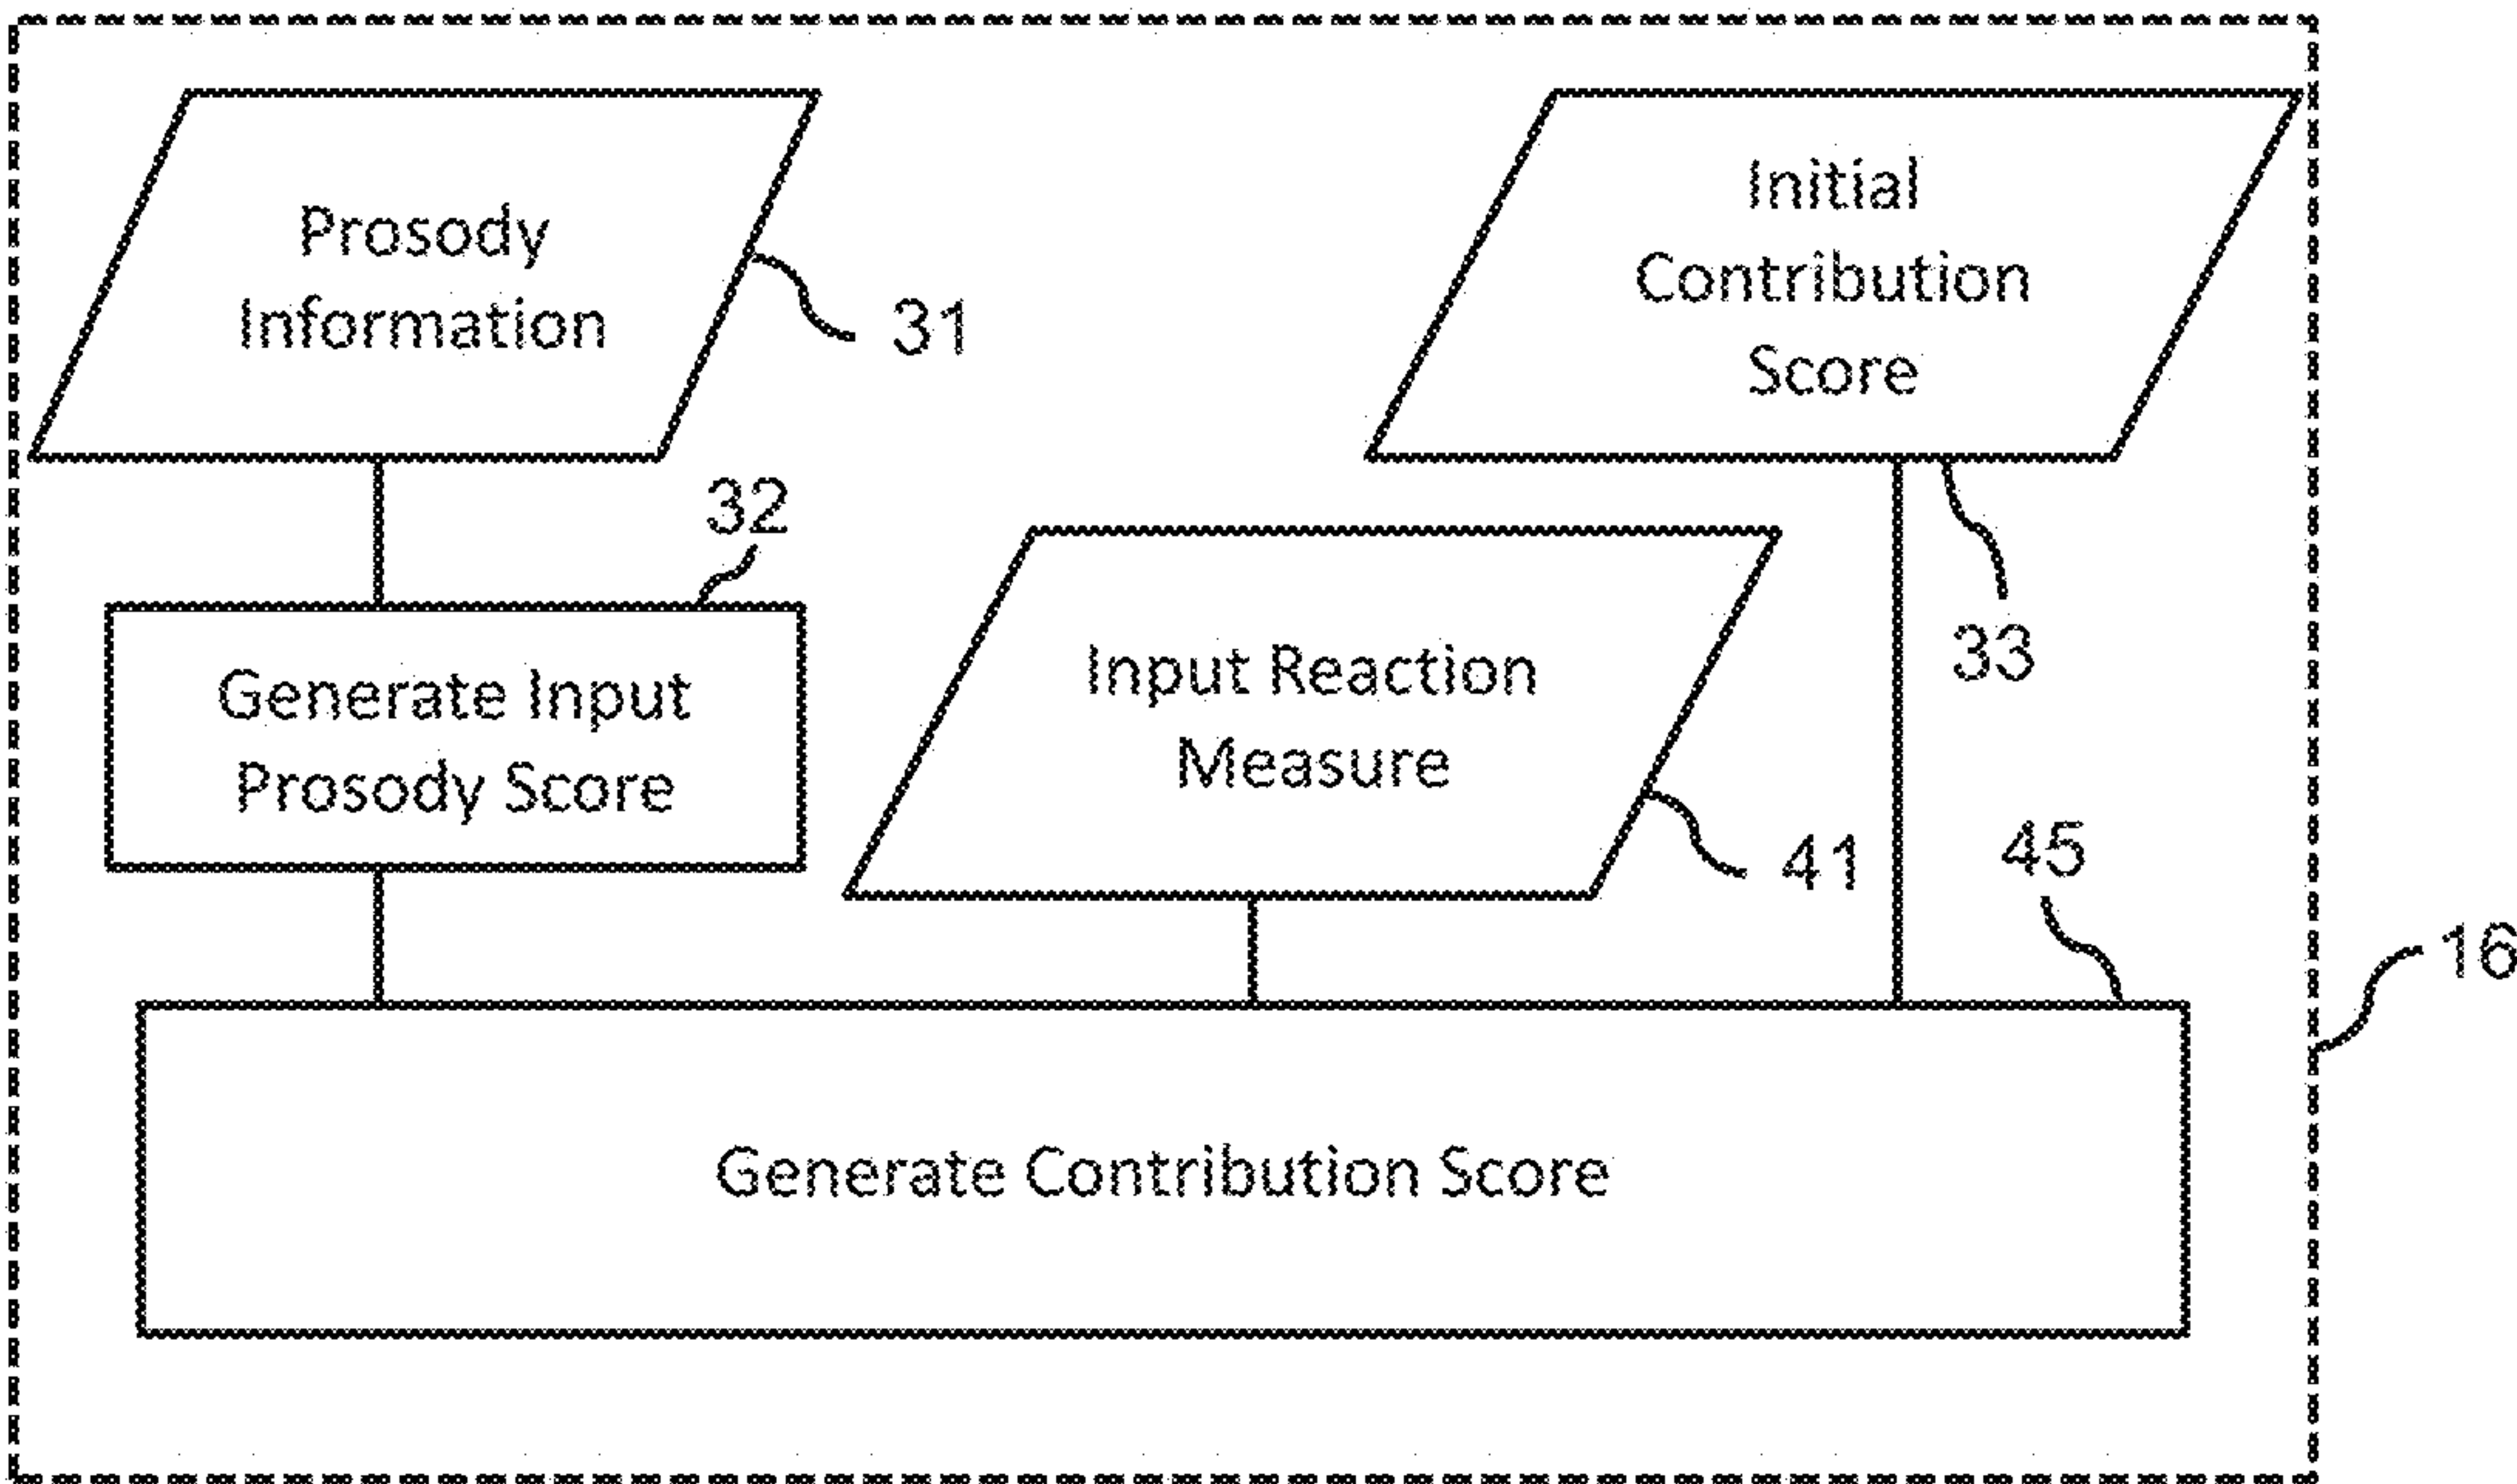 Prosody
Information
31
Initial
Contribution
Score
32
33
Generate Input
Prosody Score
Input Reaction
Measure
41
45
16
Generate Contribution Score